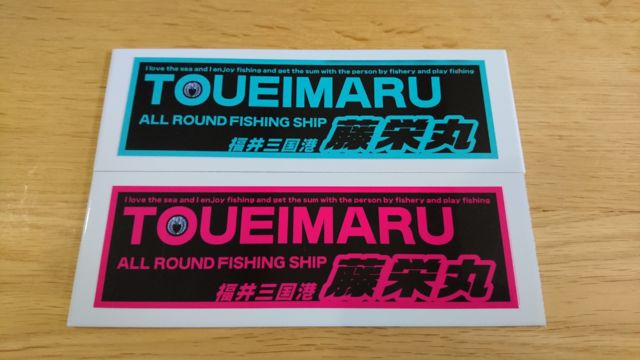 I love the sea and I enjoy fishing and get the sum with the person by fishery and play fishing
TOUEIMARU
ALL ROUND FISHING SHIP
福井三国港 藤栄丸
I love the sea and I enjoy fishing and get the sum with the person by fishery and play fishing
TOUEIMARU
ALL ROUND FISHING SHIP
福井三国港 藤栄丸